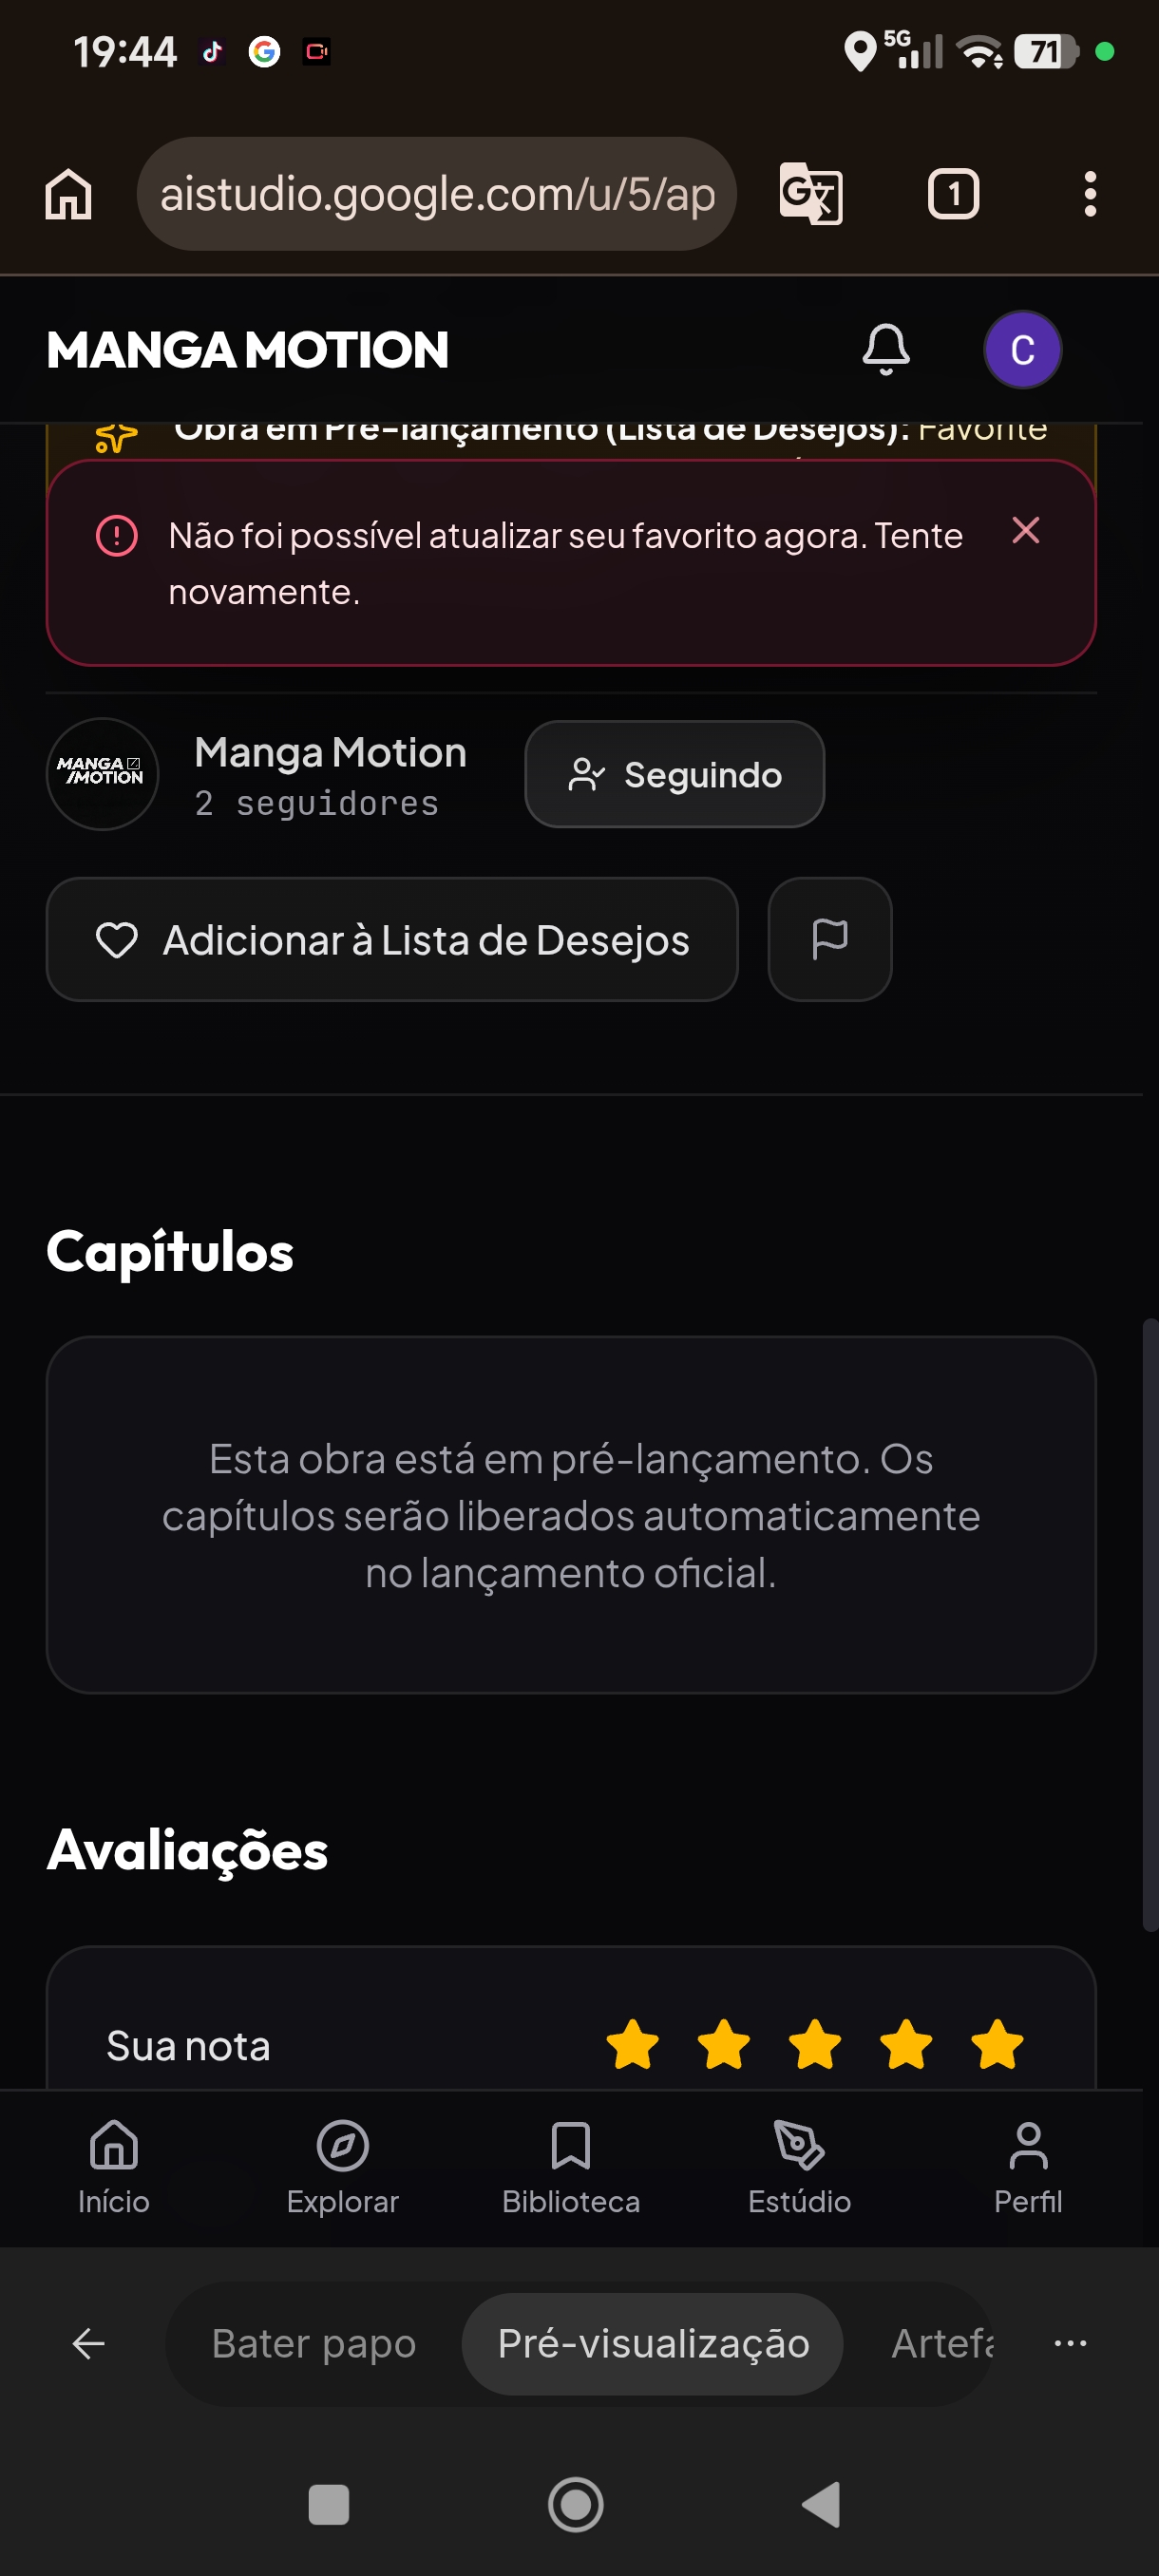 19:44
5G
71
aistudio.google.com/u/5/ap
1
MANGA MOTION
C
Obra em Pré-lançamento (Lista de Desejos): Favorite
Não foi possível atualizar seu favorito agora. Tente
novamente.
MANGA
/MOTION
Manga Motion
2 seguidores
Seguindo
Adicionar à Lista de Desejos
Capítulos
Esta obra está em pré-lançamento. Os
capítulos serão liberados automaticamente
no lançamento oficial.
Avaliações
Sua nota
Início
Explorar
Biblioteca
Estúdio
Perfil
Bater papo
Pré-visualização